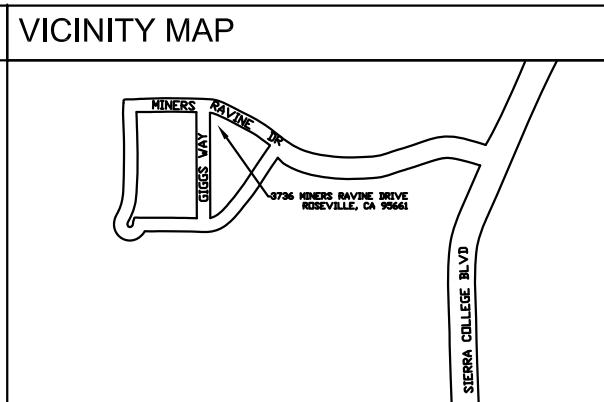 VICINITY MAP
MINERS RAVINE DR
GIGGS WAY
3736 MINERS RAVINE DRIVE
ROSEVILLE, CA 95661
SIERRA COLLEGE BLVD